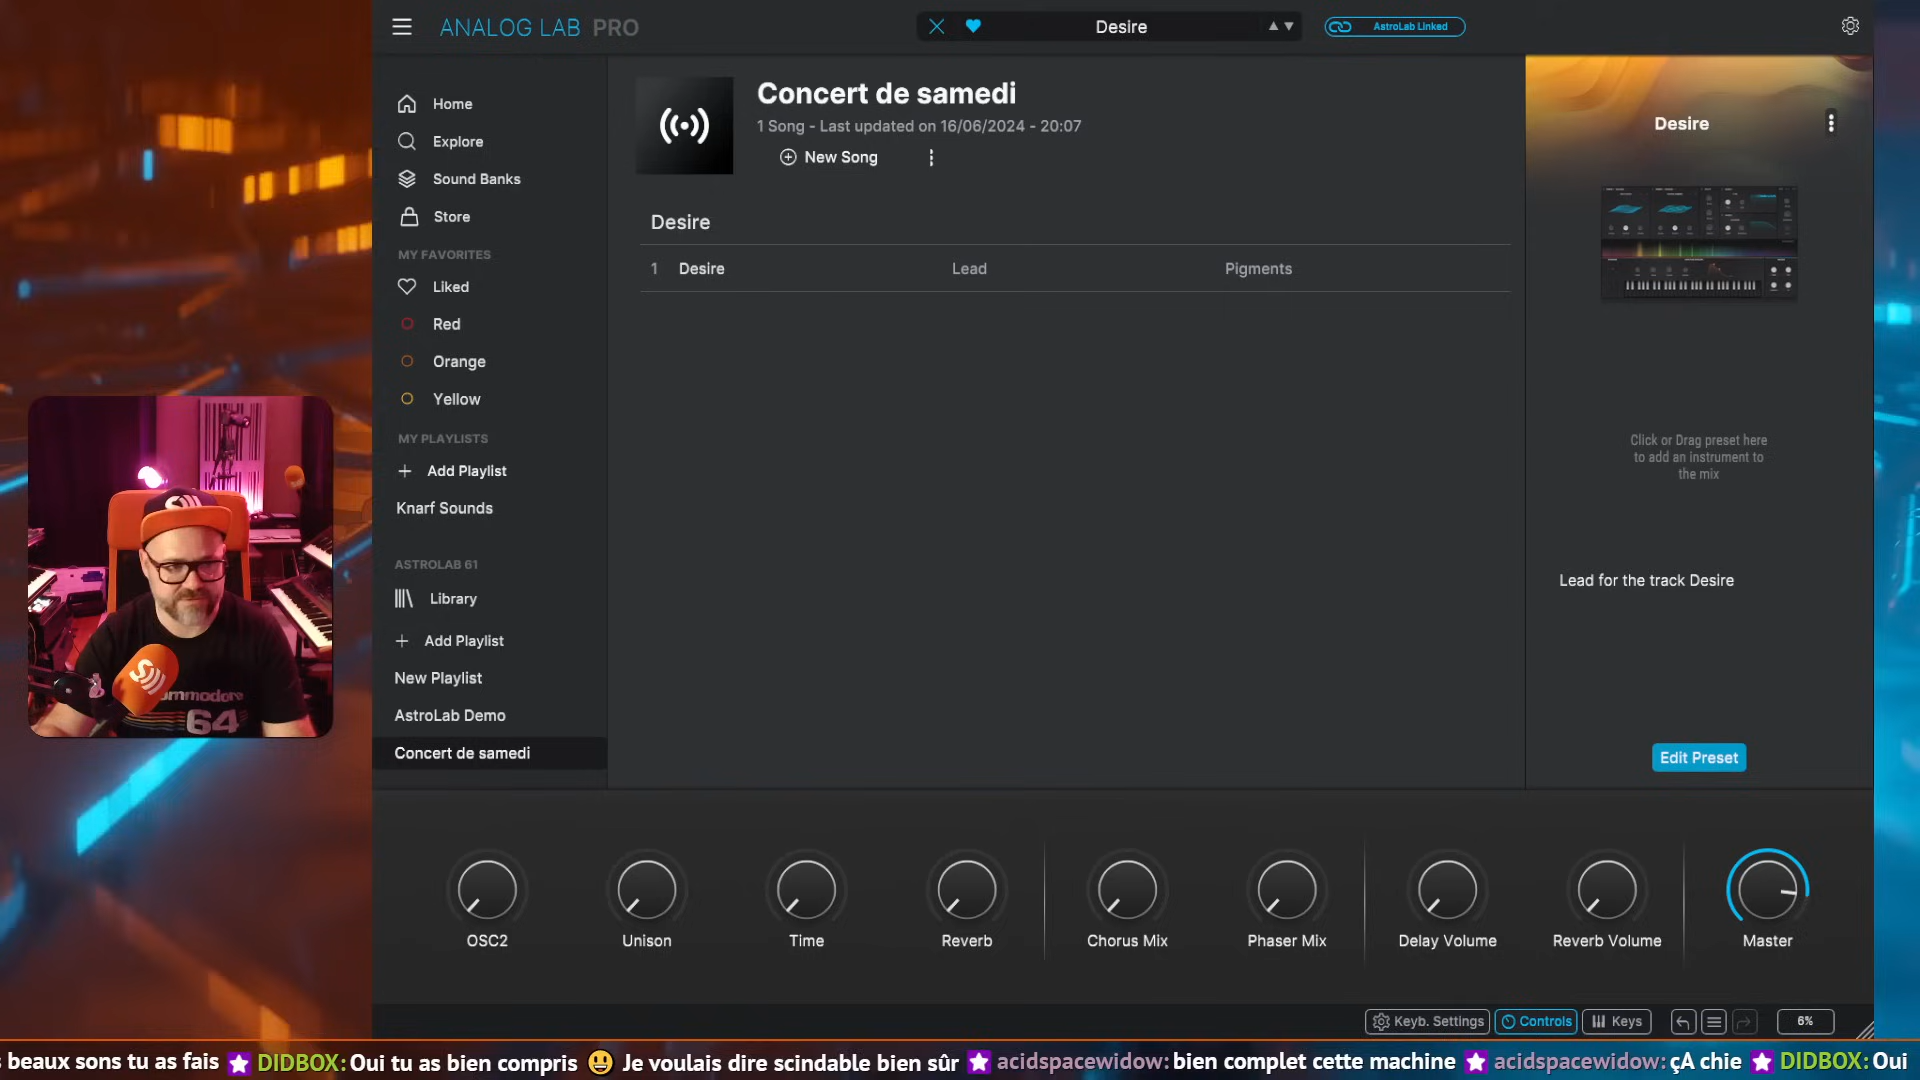 ANALOG LAB PRO
Desire
AstroLab Linked
Home
Explore
Sound Banks
Store
MY FAVORITES
Liked
Red
Orange
Yellow
MY PLAYLISTS
Add Playlist
Knarf Sounds
ASTROLAB 61
Library
Add Playlist
New Playlist
AstroLab Demo
Concert de samedi
Concert de samedi
1 Song - Last updated on 16/06/2024 - 20:07
New Song
Desire
1 Desire Lead Pigments
Desire
Click or Drag preset here
to add an instrument to
the mix
Lead for the track Desire
Edit Preset
ommodore
64
OSC2
Unison
Time
Reverb
Chorus Mix
Phaser Mix
Delay Volume
Reverb Volume
Master
Keyb. Settings
Controls
Keys
6%
s beaux sons tu as fais DIDBOX: Oui tu as bien compris 😃 Je voulais dire scindable bien sûr acidspacewidow: bien complet cette machine acidspacewidow: çA chie DIDBOX: Oui